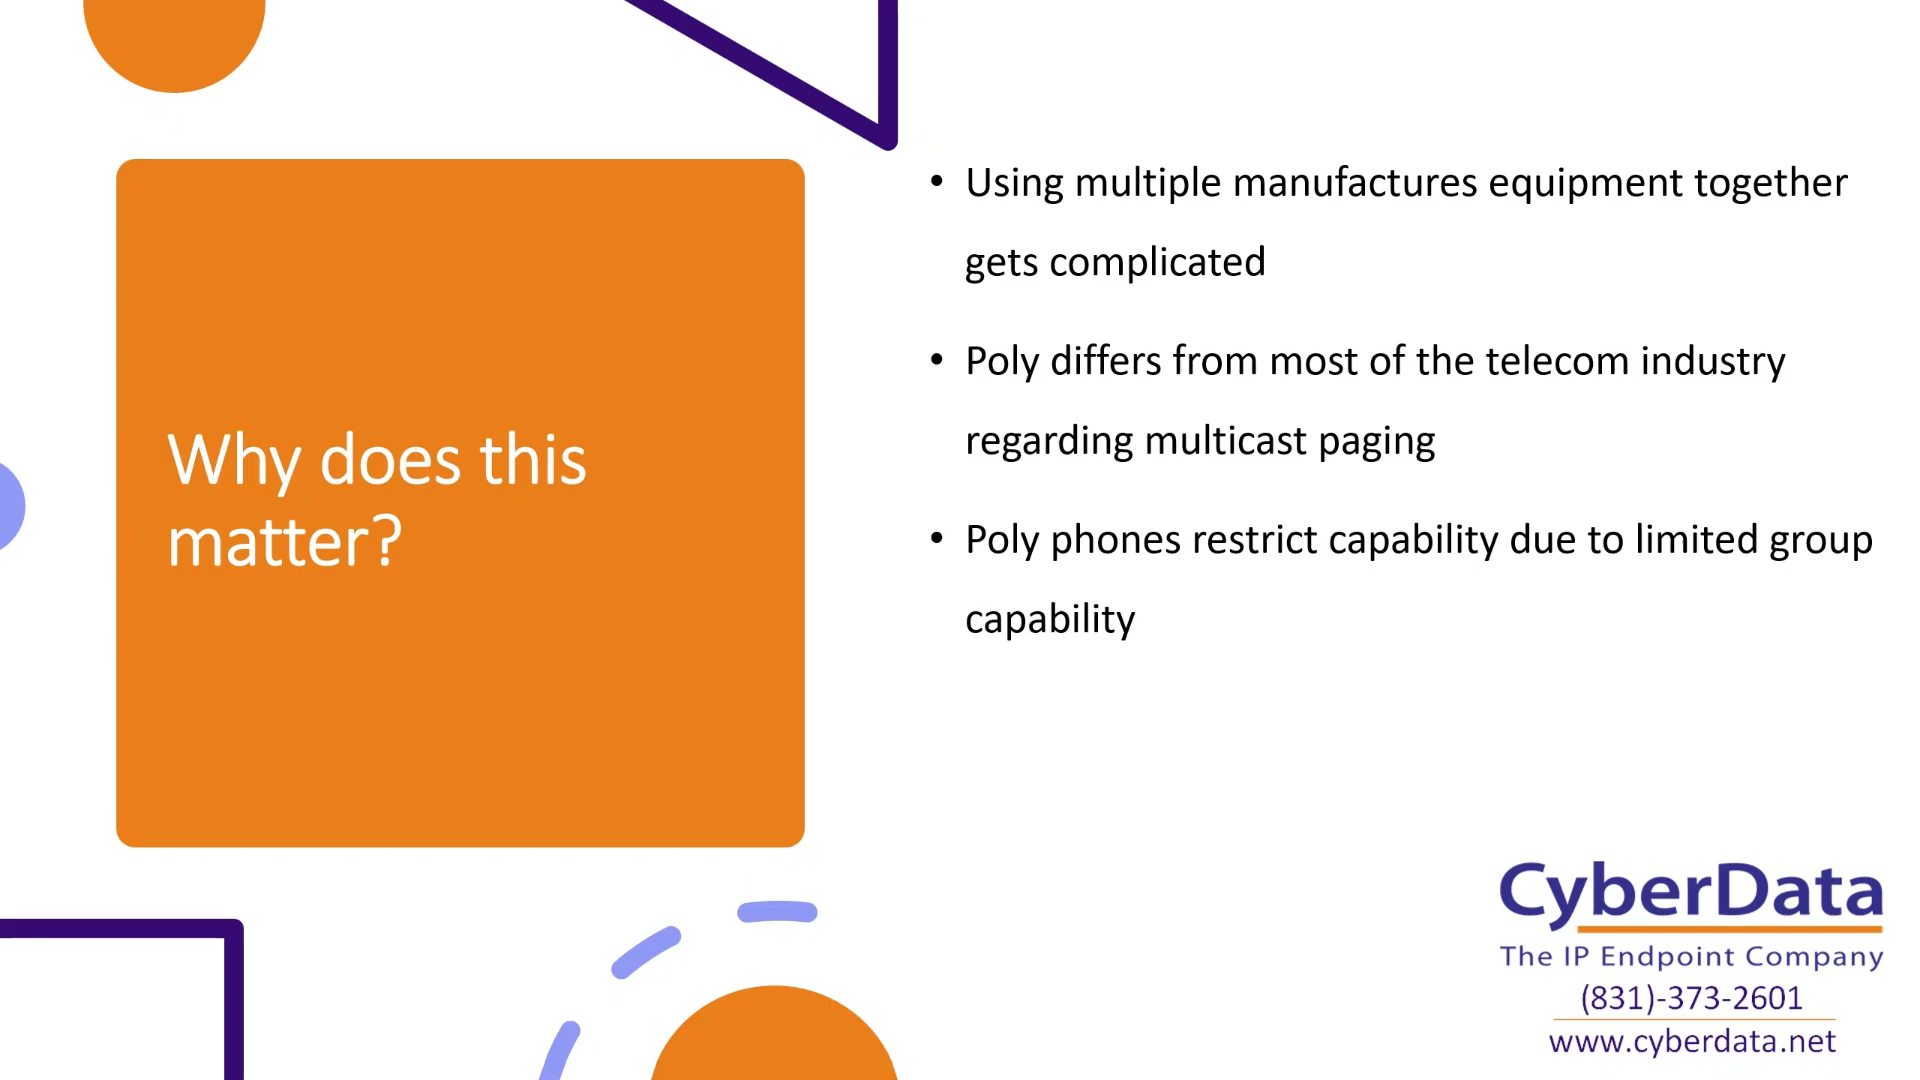 Why does this
matter?
• Using multiple manufactures equipment together
gets complicated
• Poly differs from most of the telecom industry
regarding multicast paging
• Poly phones restrict capability due to limited group
capability
CyberData
The IP Endpoint Company
(831)-373-2601
www.cyberdata.net